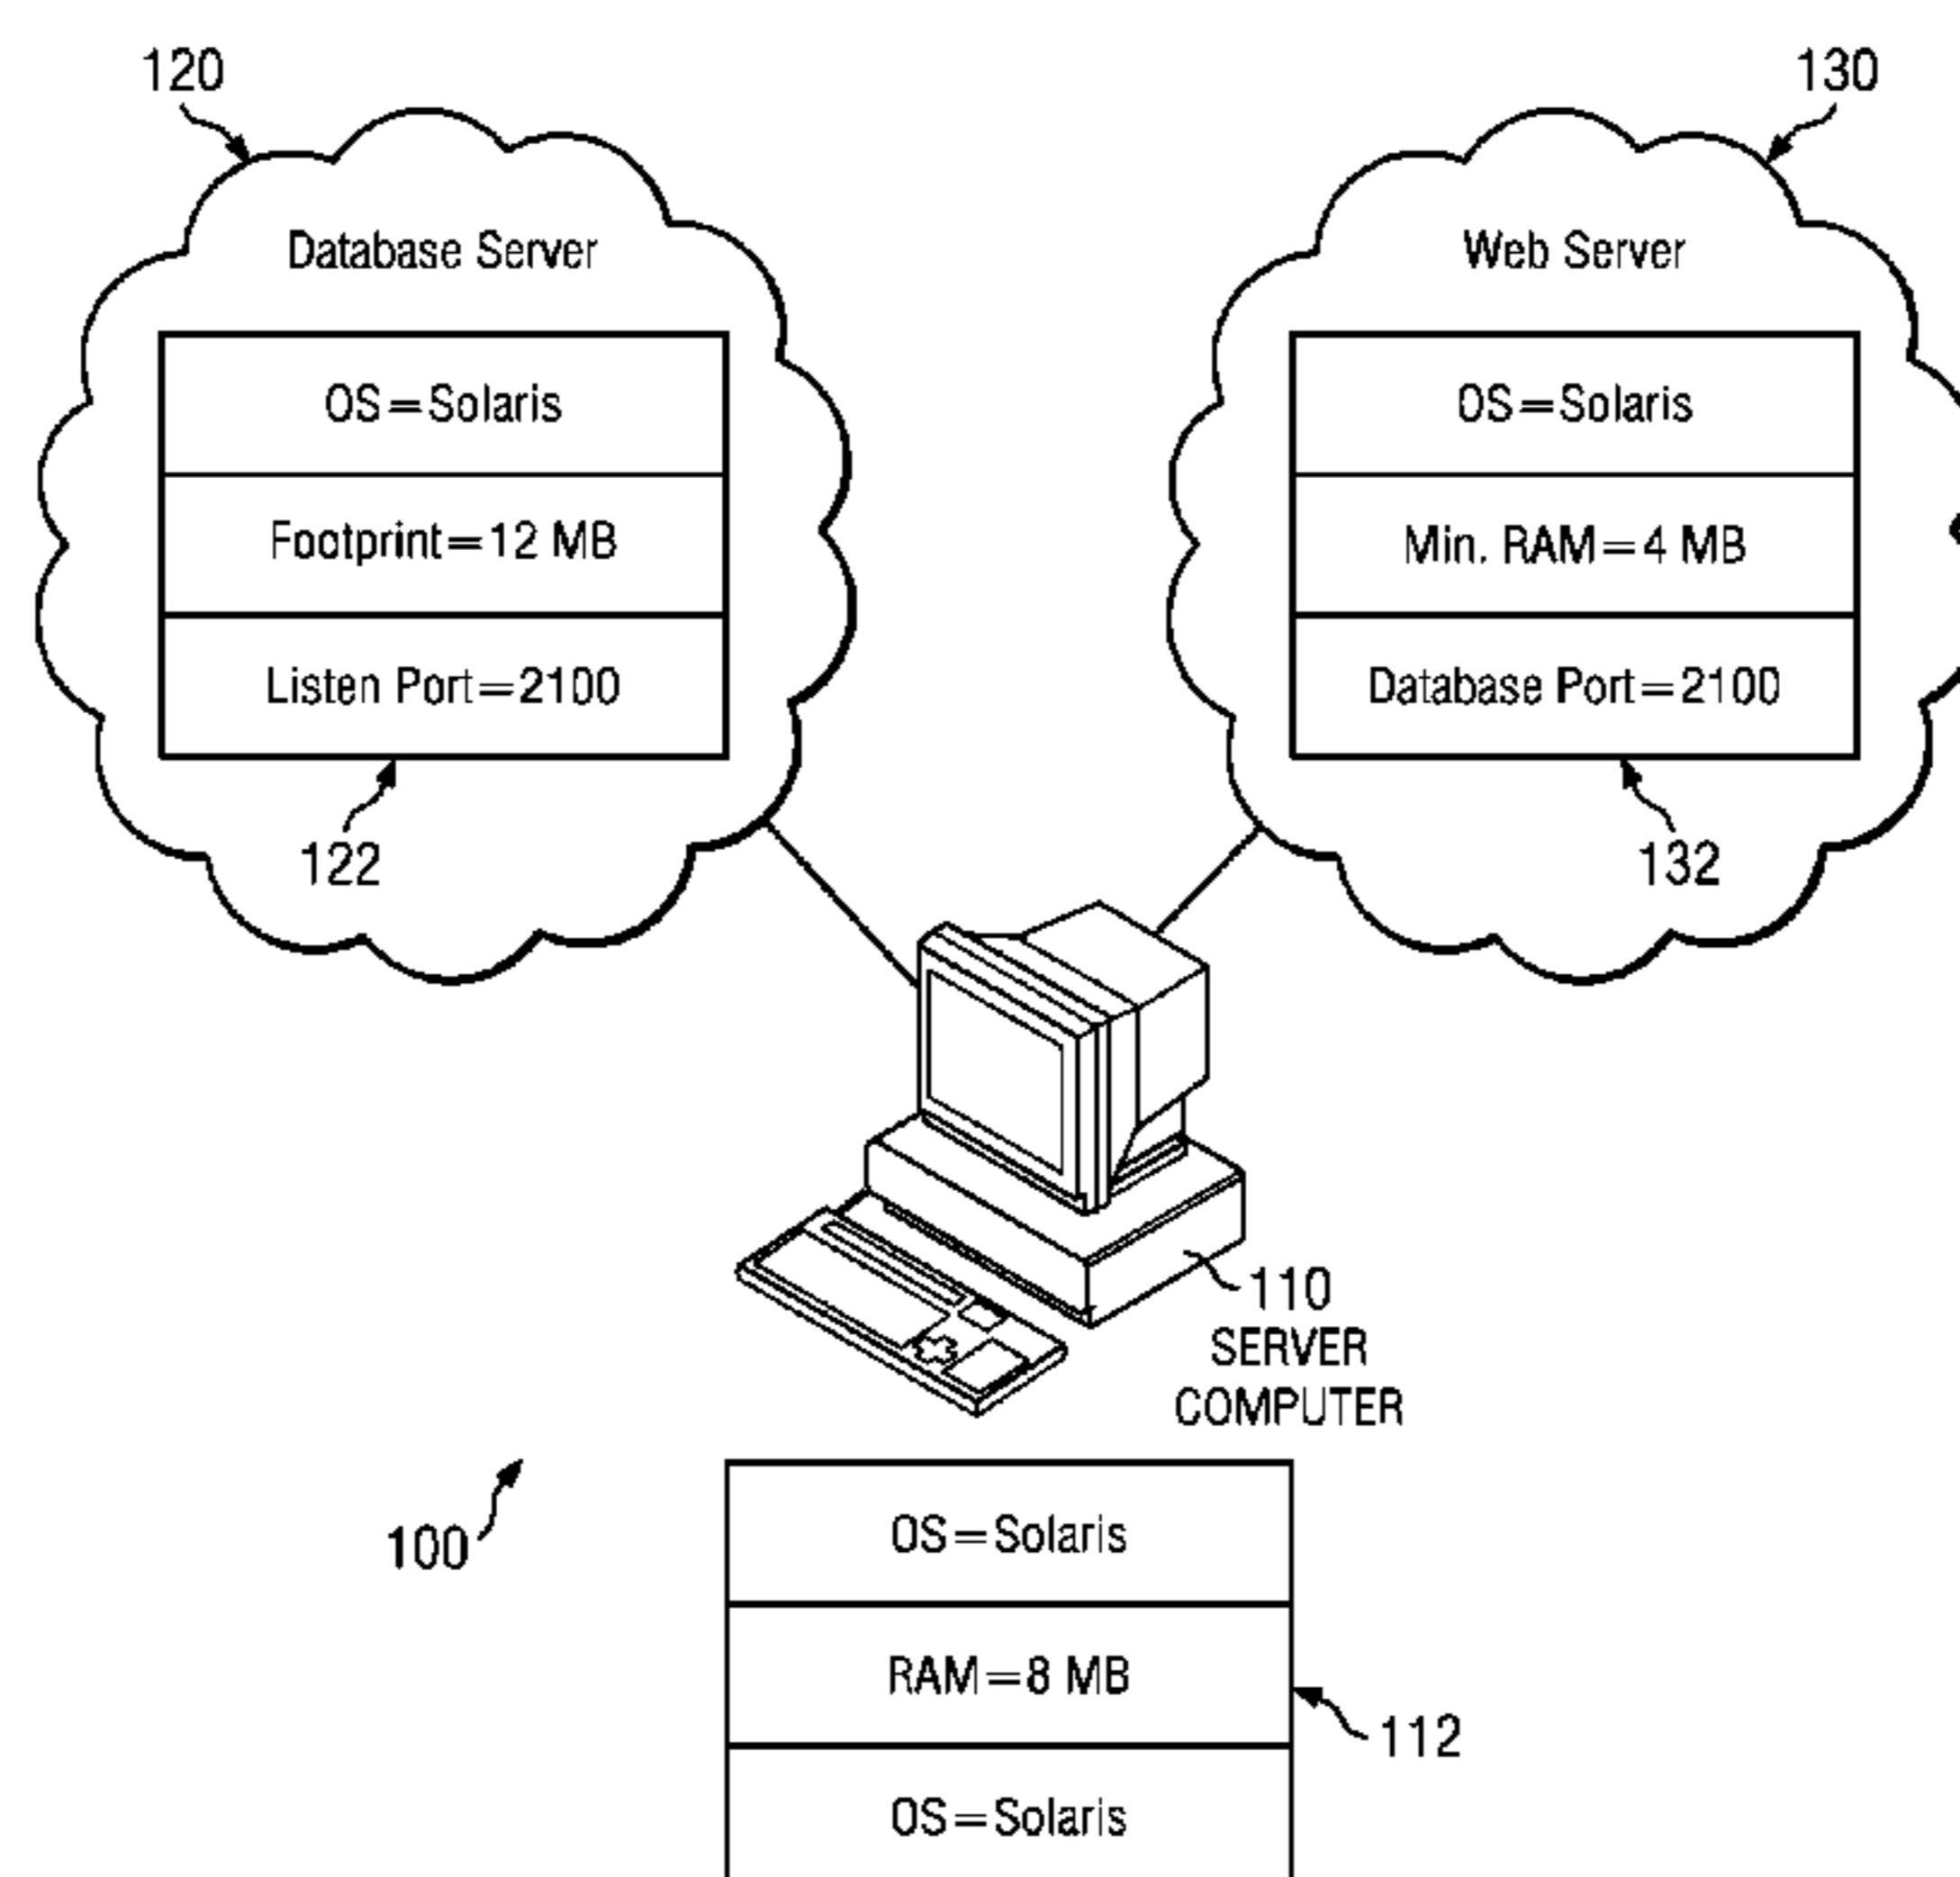 120
130
Database Server
Web Server
OS=Solaris
OS=Solaris
Footprint=12 MB
Min. RAM=4 MB
Listen Port=2100
Database Port=2100
122
132
110
SERVER
COMPUTER
100
OS=Solaris
RAM=8 MB
112
OS=Solaris